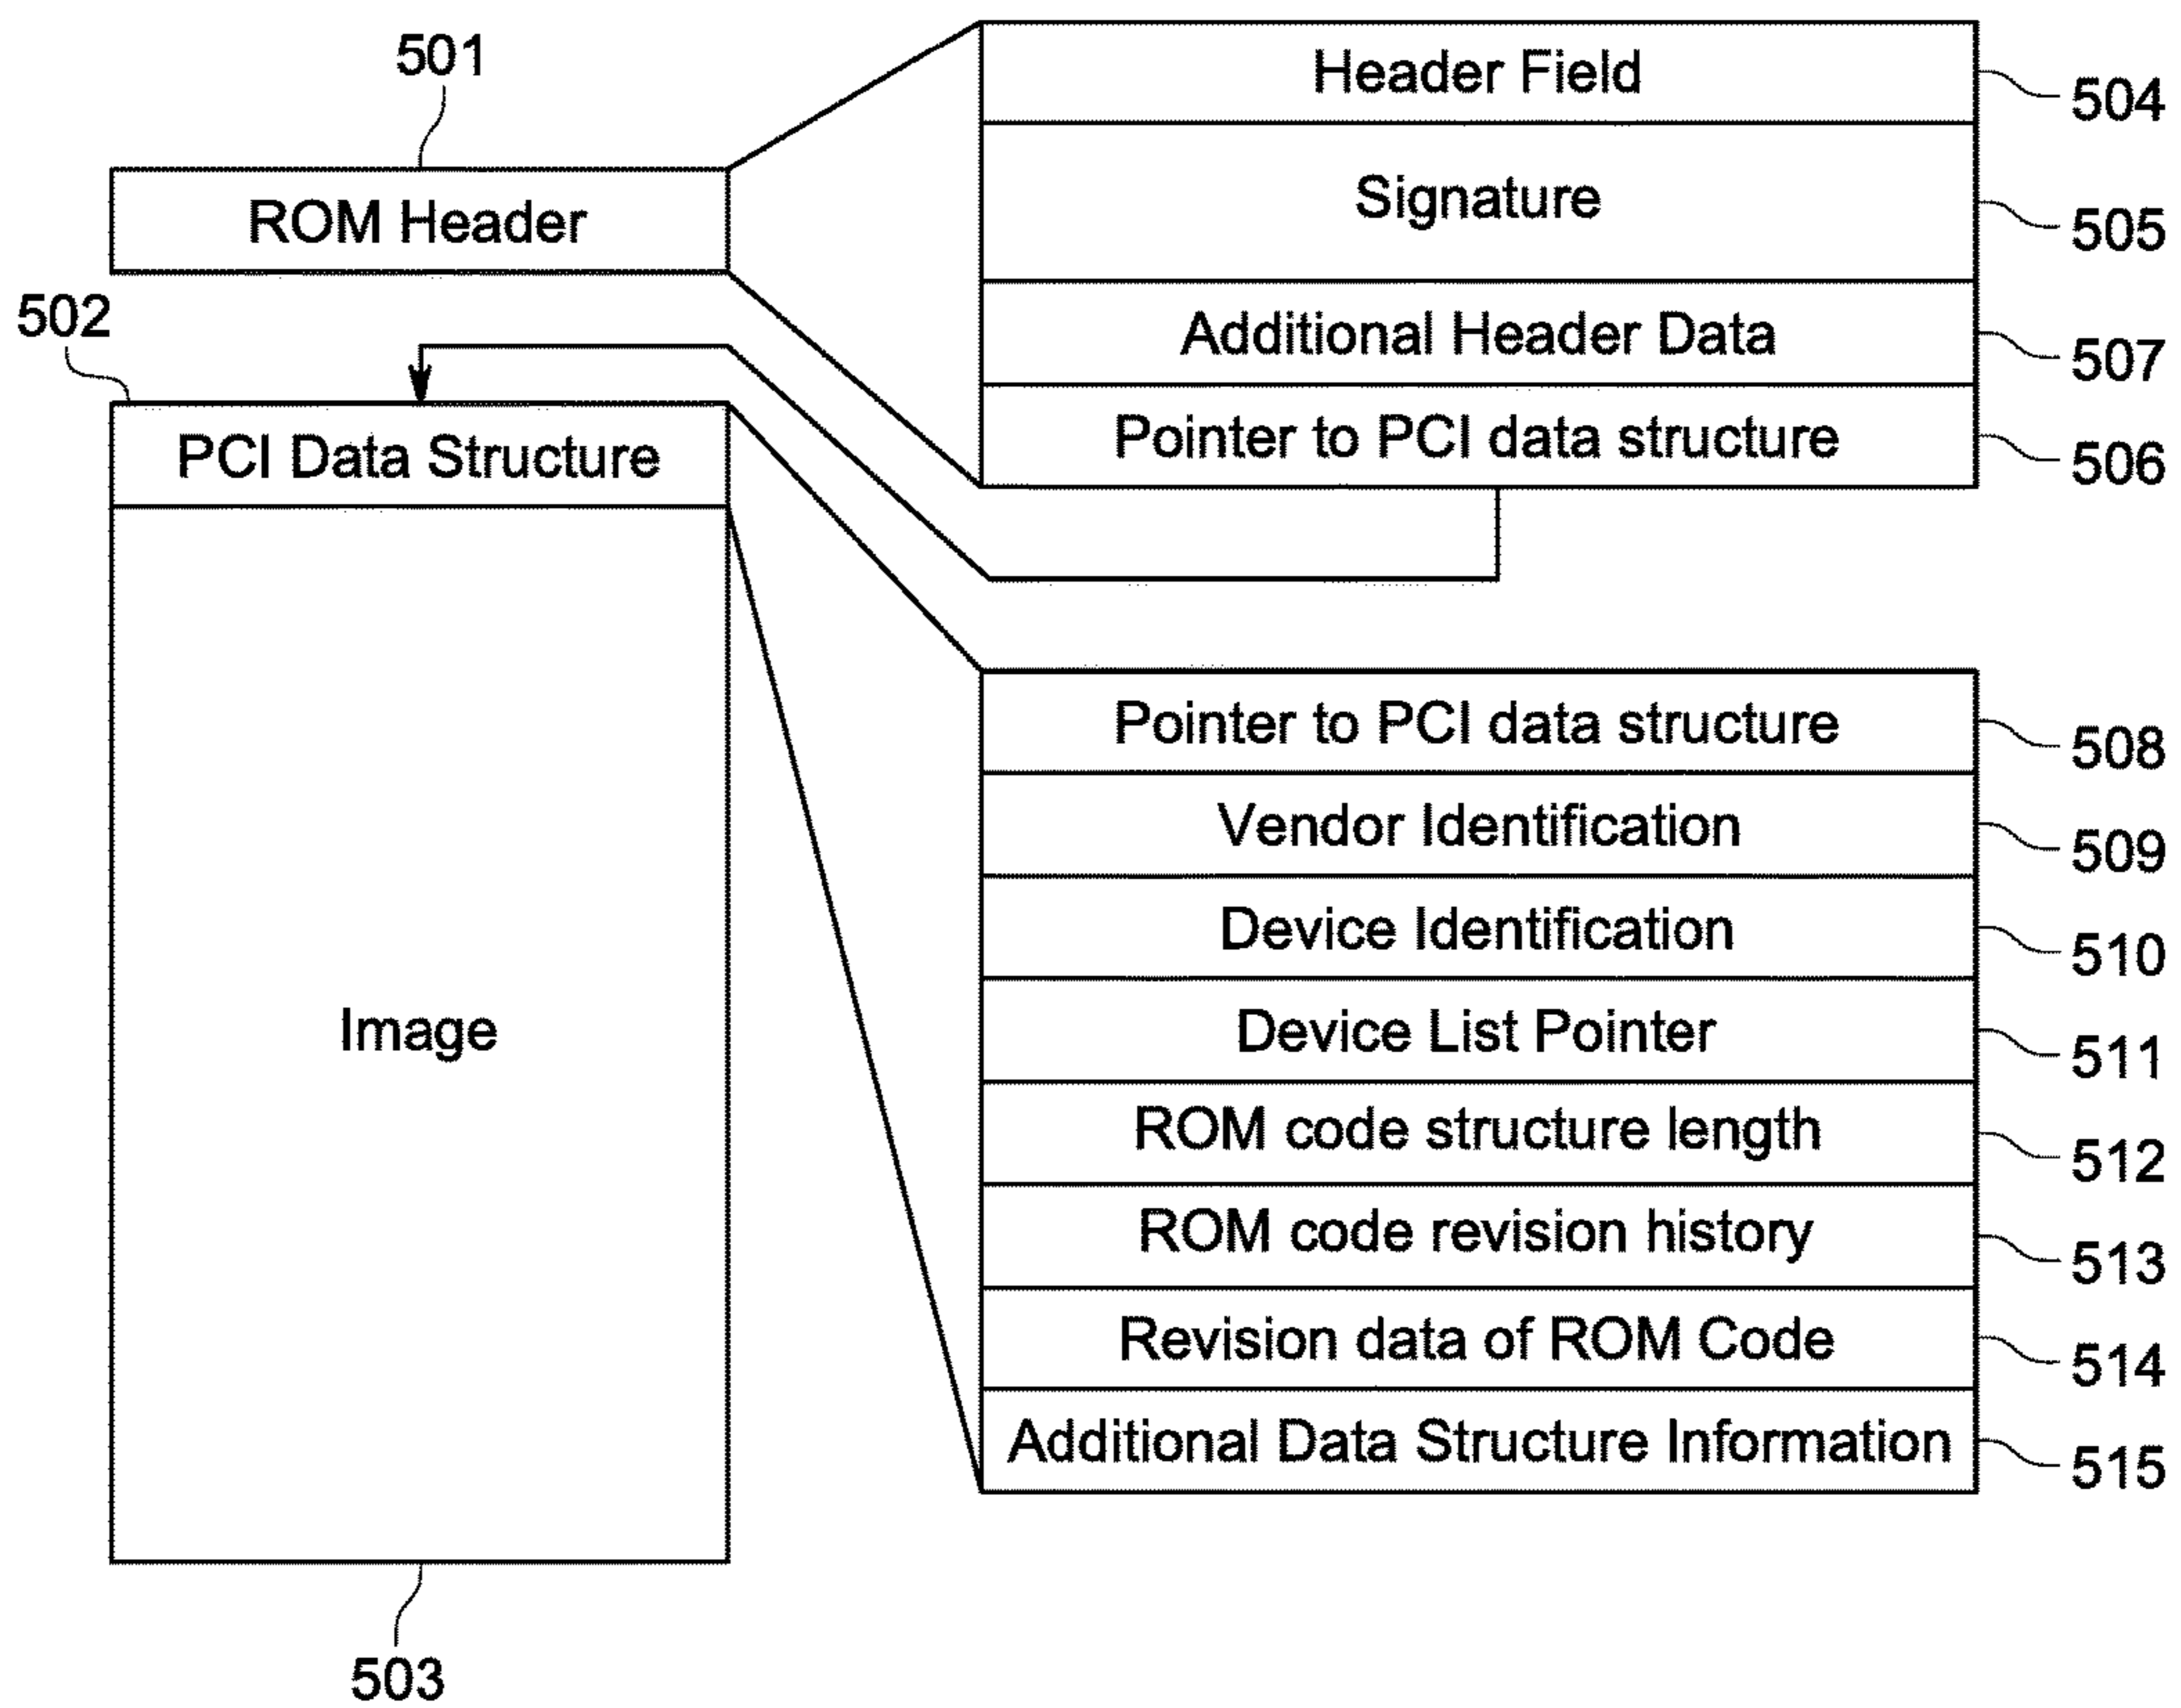 501
ROM Header
502
PCI Data Structure
Image
503
Header Field
504
Signature
505
Additional Header Data
507
Pointer to PCI data structure
506
Pointer to PCI data structure
508
Vendor Identification
509
Device Identification
510
Device List Pointer
511
ROM code structure length
512
ROM code revision history
513
Revision data of ROM Code
514
Additional Data Structure Information
515